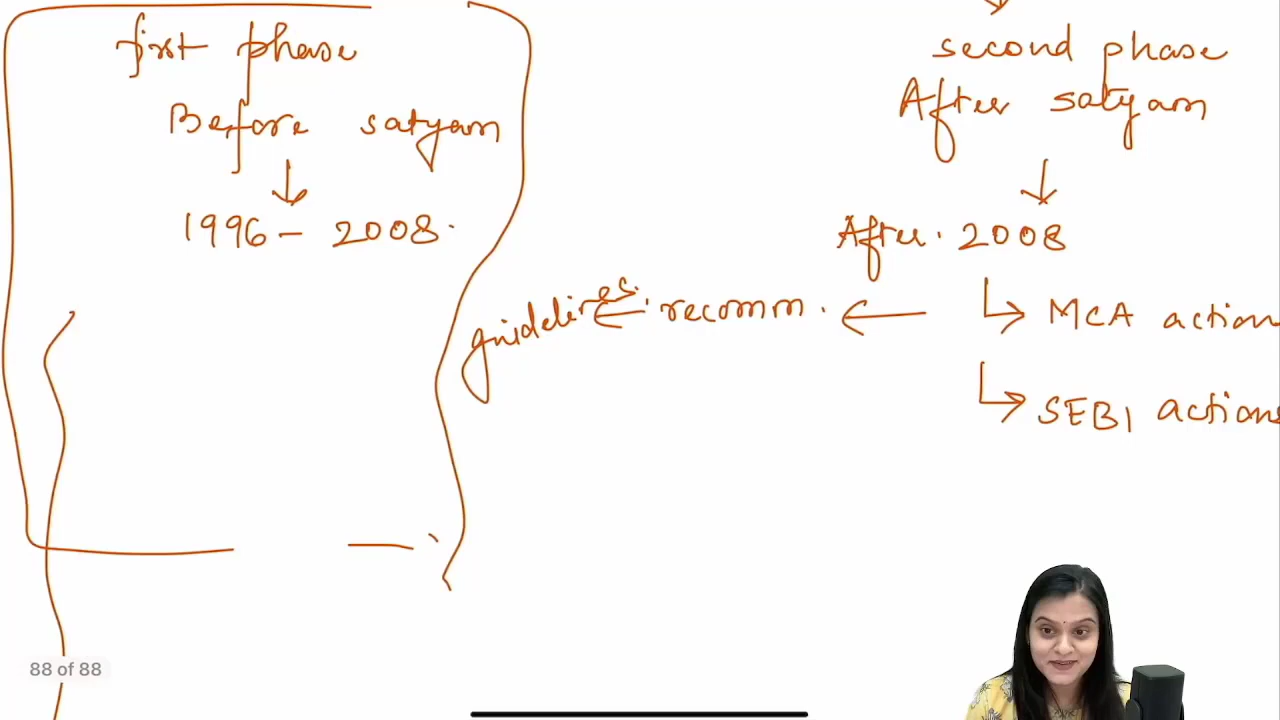 first phase
Before satyam
1996 - 2008.
second phase
After satyam
After. 2008
MCA action
SEBI actions
recomm.
guidelines.
88 of 88